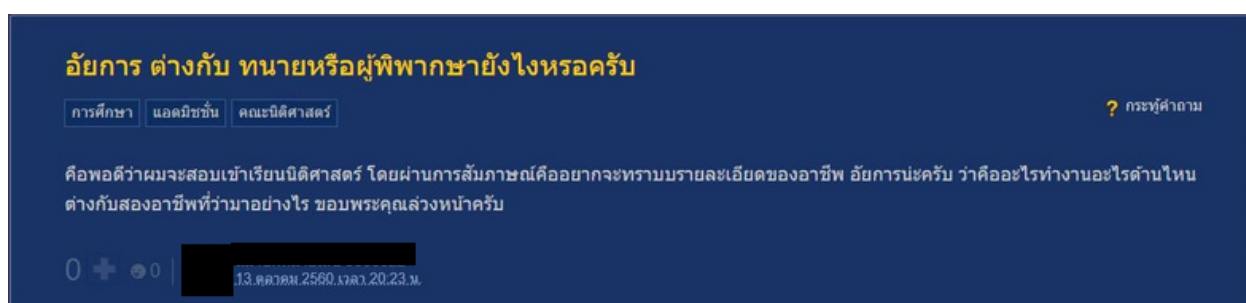 อัยการ ต่างกับ ทนายหรือผู้พิพากษายังไงหรอครับ
การศึกษา แอดมิชชั่น คณะนิติศาสตร์
? กระทู้คำถาม
คือพอดีว่าผมจะสอบเข้าเรียนนิติศาสตร์ โดยผ่านการสัมภาษณ์คืออยากจะทราบบรายละเอียดของอาชีพ อัยการน่ะครับ ว่าคืออะไรทำงานอะไรด้านไหน
ต่างกับสองอาชีพที่ว่ามาอย่างไร ขอบพระคุณล่วงหน้าครับ
0 0
13 ตุลาคม 2560 เวลา 20:23 น.